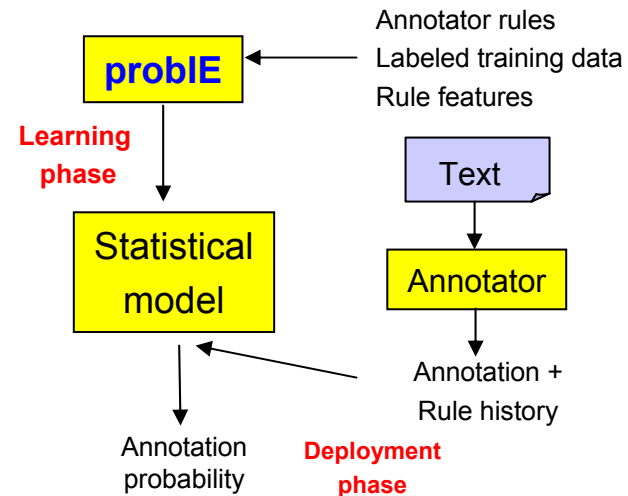 Annotator rules
Labeled training data
Rule features
probIE
Learning
phase
Text
Statistical
model
Annotator
Annotation +
Rule history
Annotation
probability
Deployment
phase